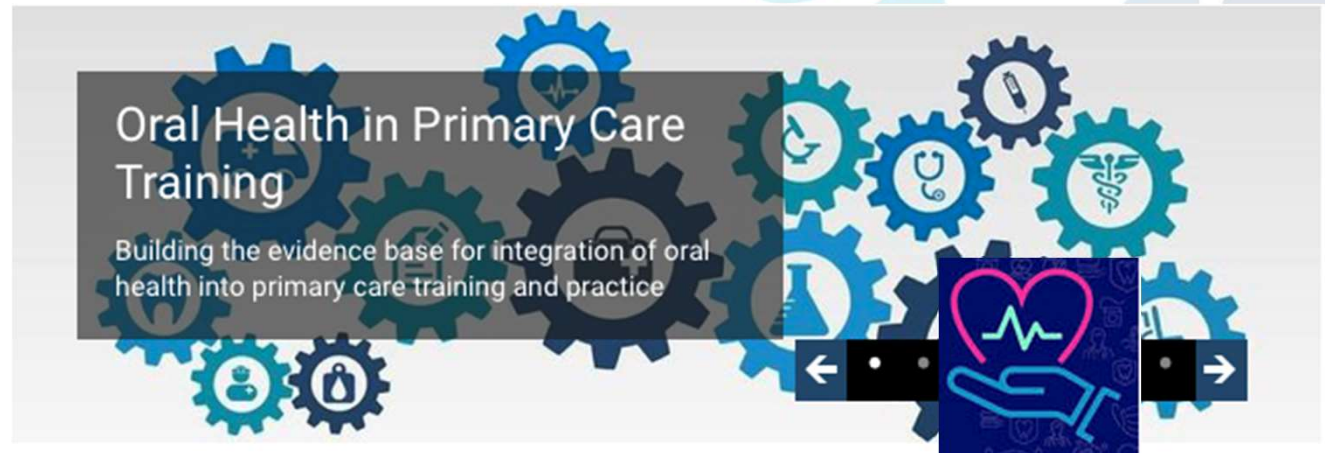 Oral Health in Primary Care
Training
Building the evidence base for integration of oral
health into primary care training and practice